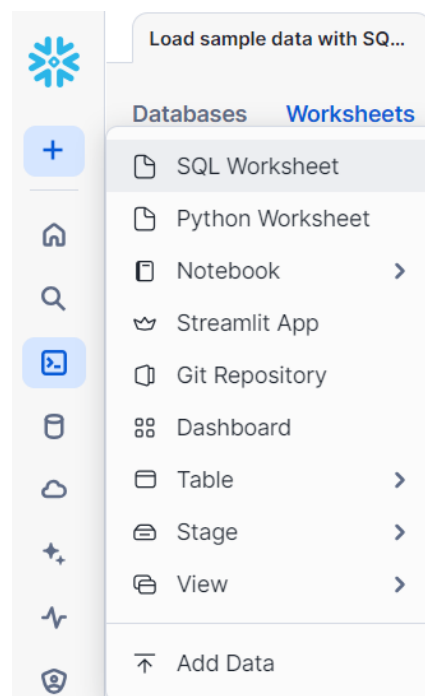 Load sample data with SQ...
Databases Worksheets
SQL Worksheet
Python Worksheet
Notebook
Streamlit App
Git Repository
Dashboard
Table
Stage
View
Add Data